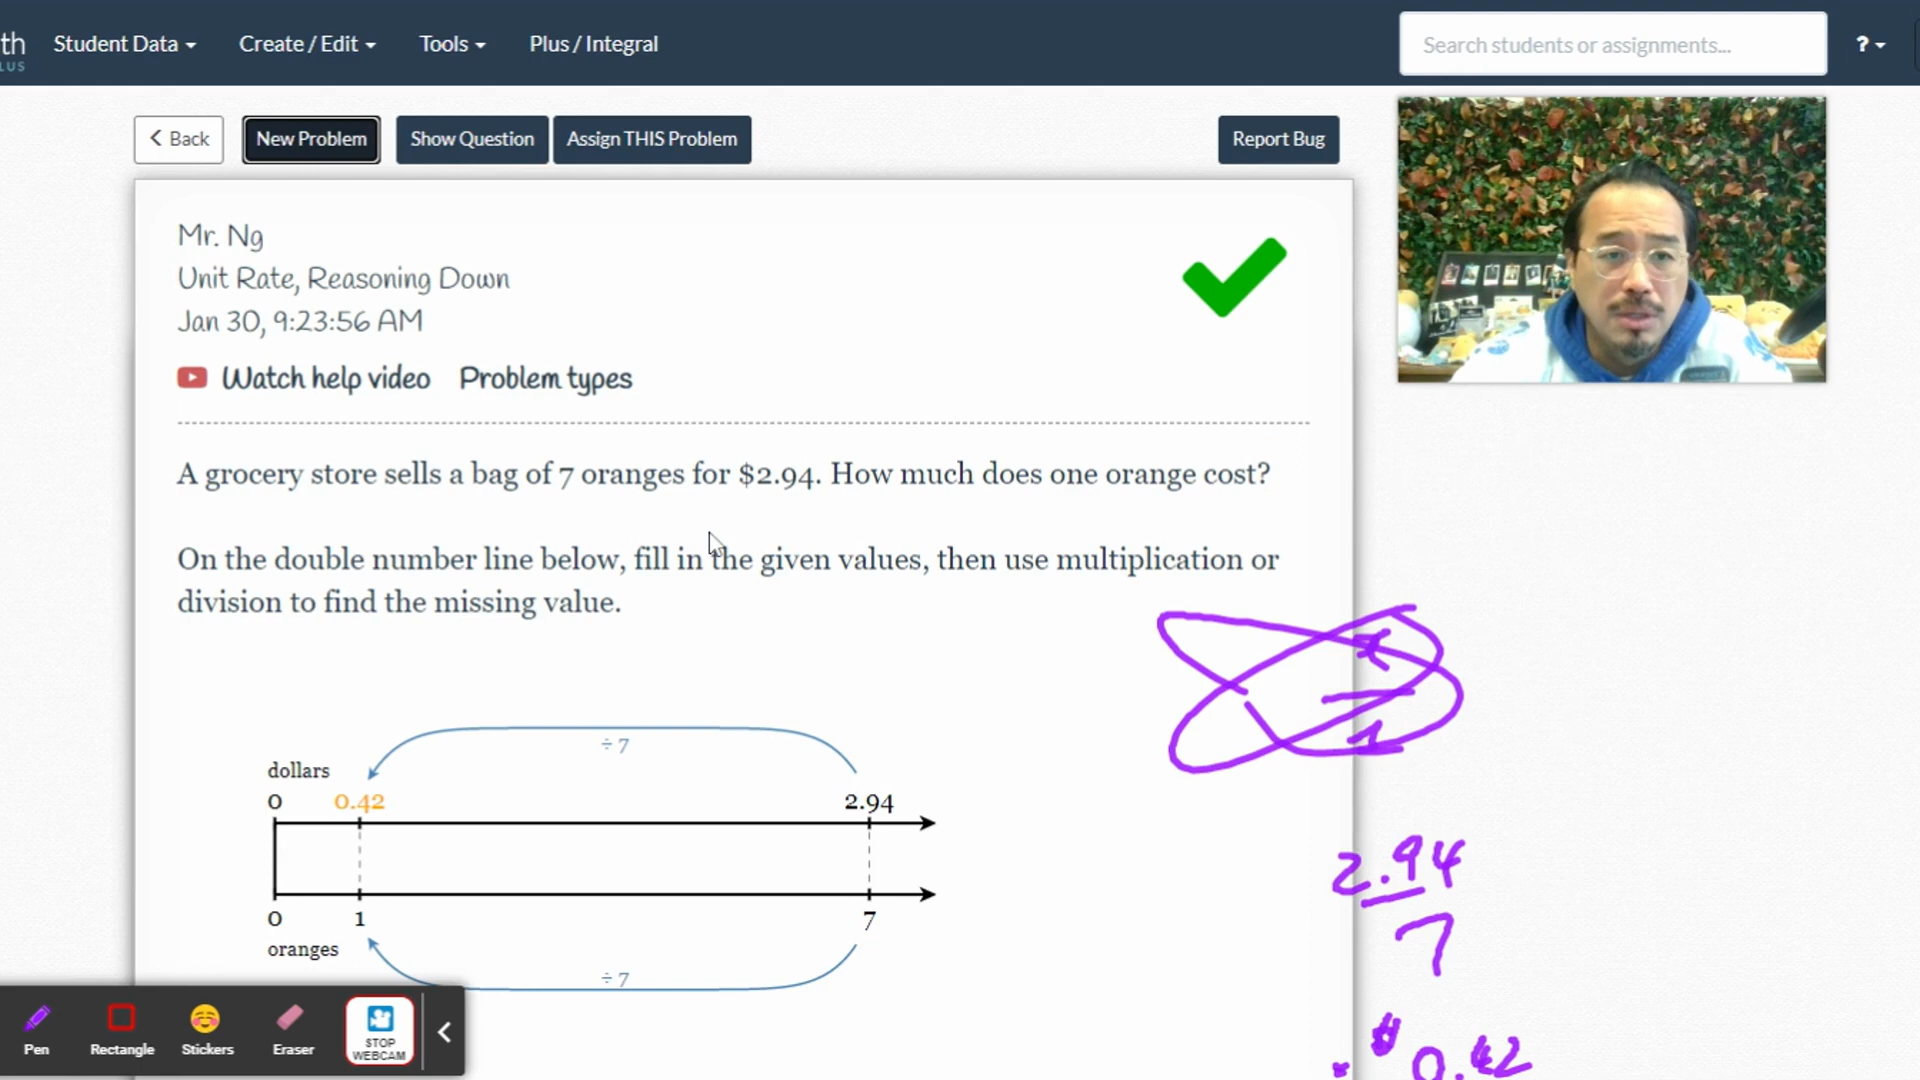 th
LUS
Student Data
Create / Edit
Tools
Plus / Integral
Search students or assignments...
?
Back
New Problem
Show Question
Assign THIS Problem
Report Bug
Mr. Ng
Unit Rate, Reasoning Down
Jan 30, 9:23:56 AM
Watch help video
Problem types
A grocery store sells a bag of 7 oranges for $2.94. How much does one orange cost?
On the double number line below, fill in the given values, then use multiplication or
division to find the missing value.
÷ 7
dollars
0 0.42 2.94
0 1 7
oranges
÷ 7
2.94
7
$ 0.42
Pen
Rectangle
Stickers
Eraser
STOP
WEBCAM